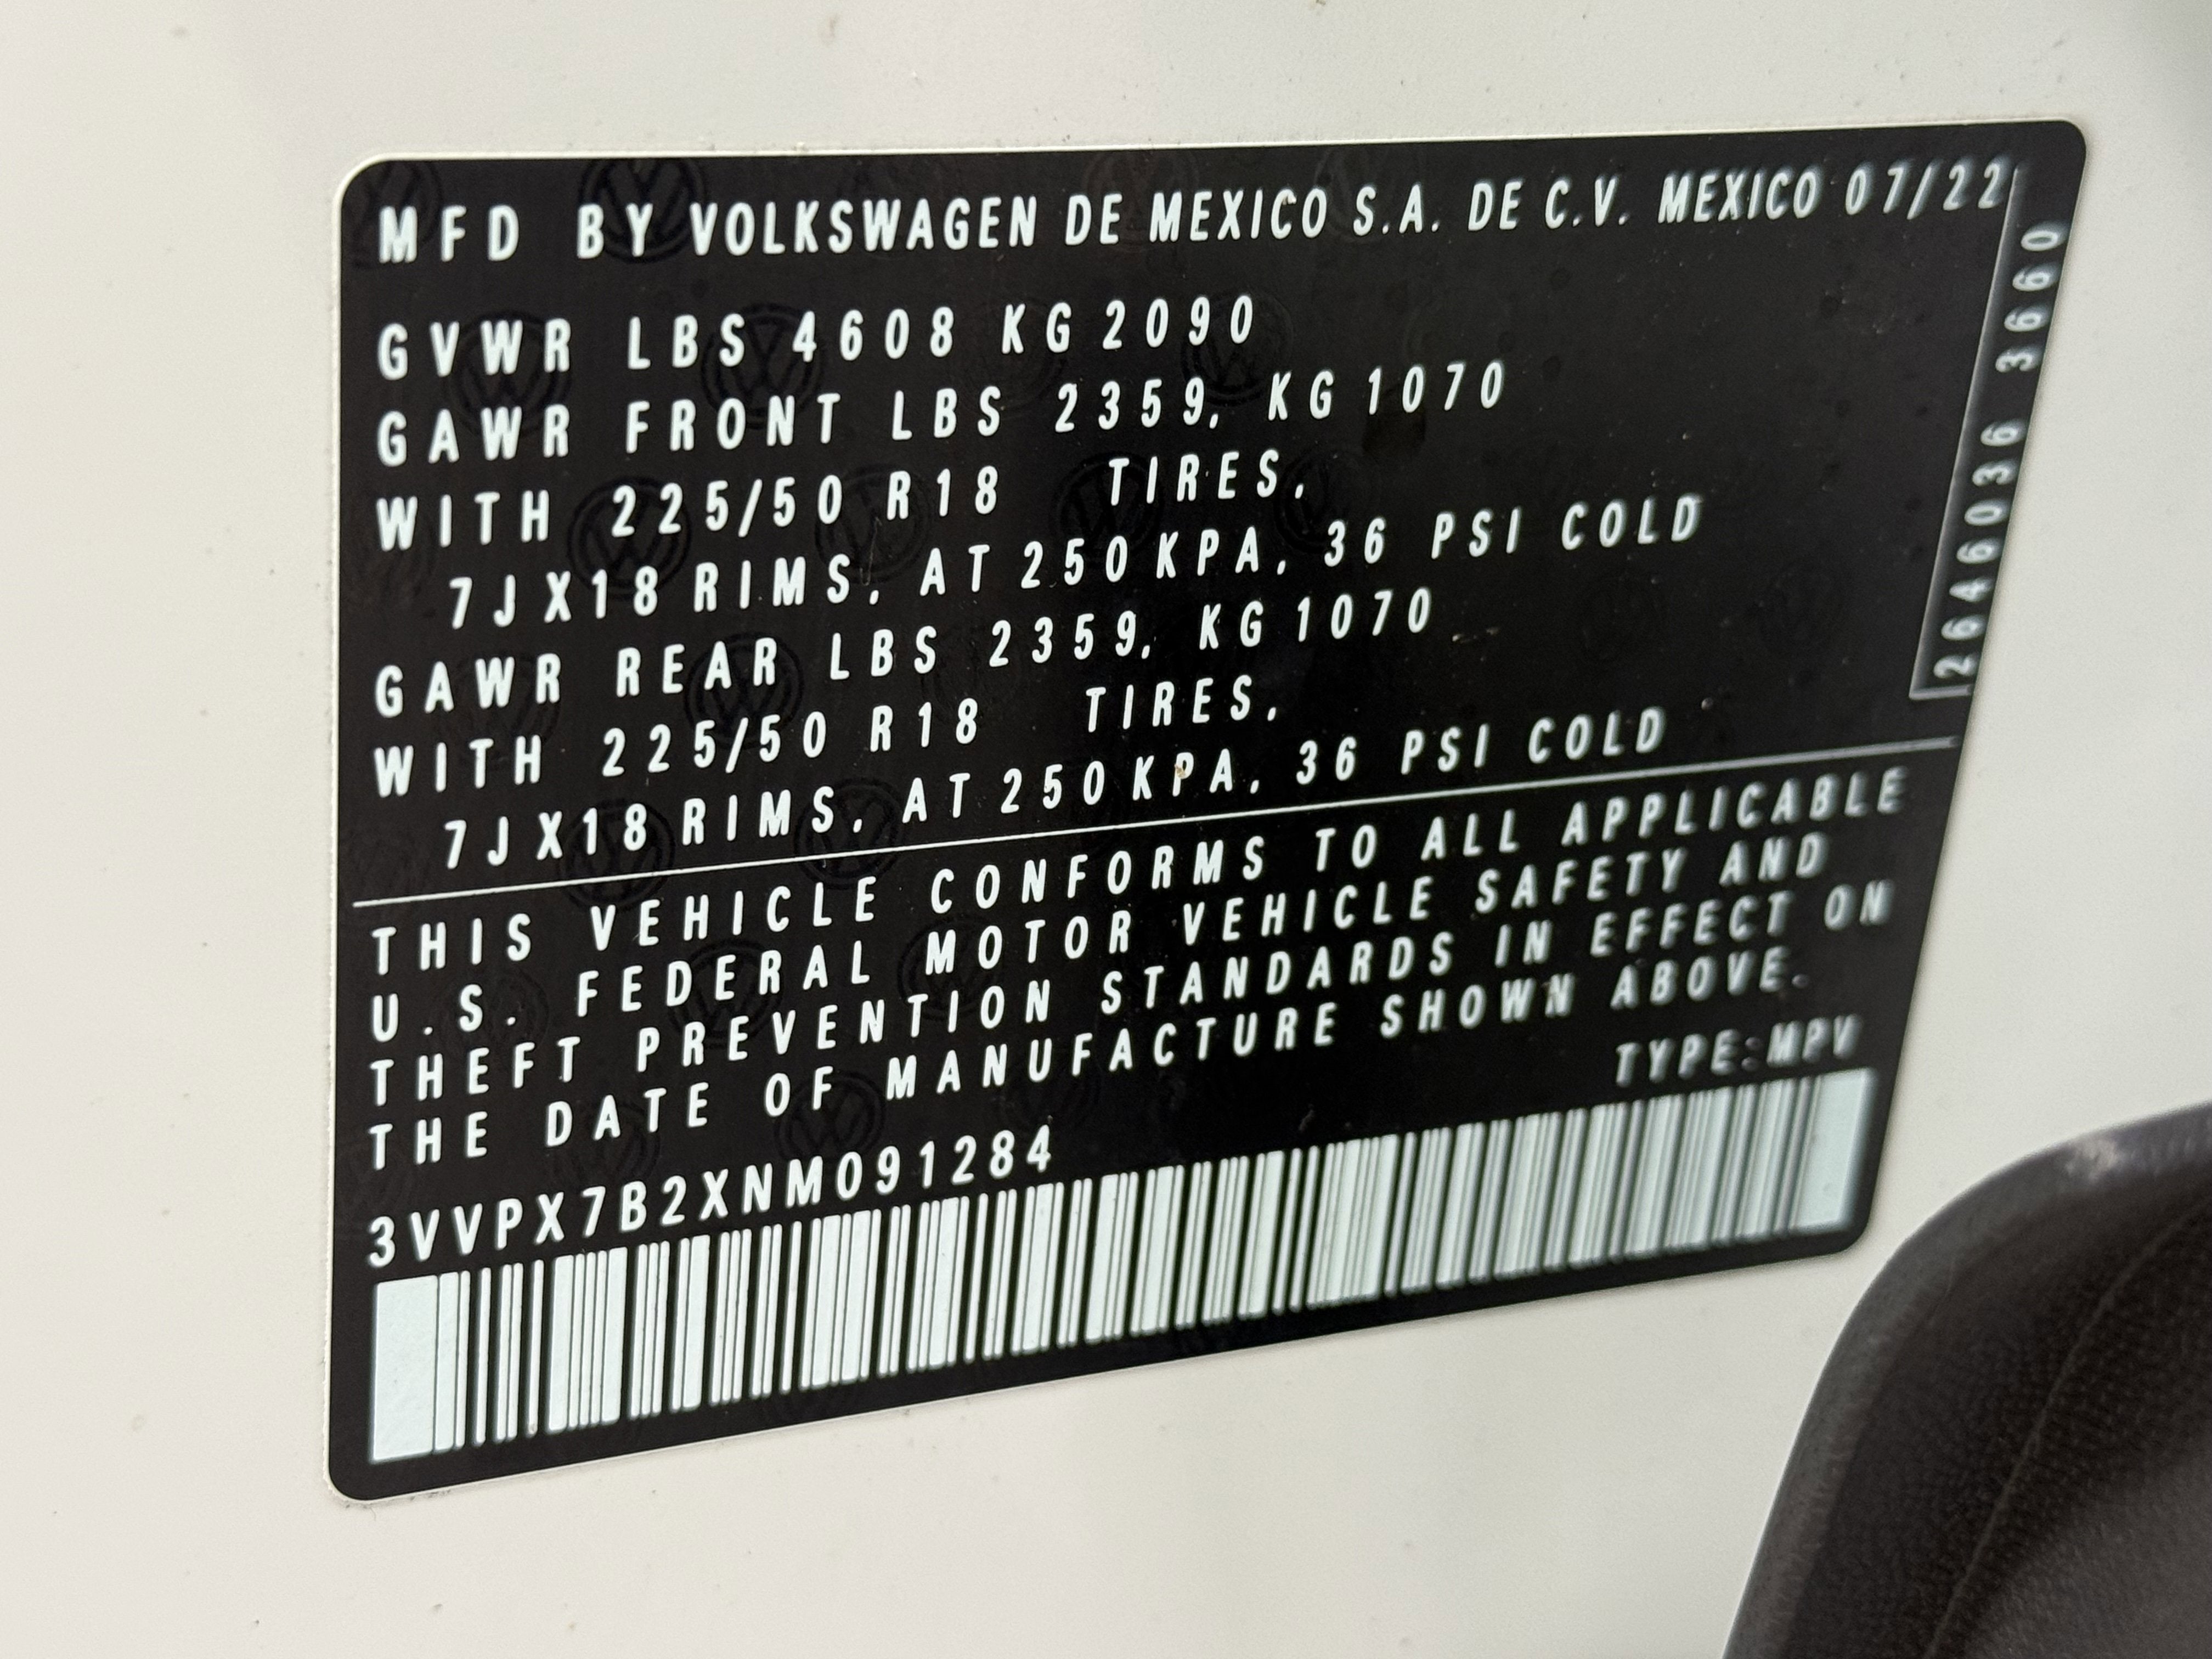 MFD BY VOLKSWAGEN DE MEXICO S.A. DE C.V. MEXICO 07/22
GVWR LBS 4608 KG 2090
GAWR FRONT LBS 2359, KG 1070
WITH 225/50 R18 TIRES,
7J X18 RIMS, AT 250 KPA, 36 PSI COLD
GAWR REAR LBS 2359, KG 1070
WITH 225/50 R18 TIRES,
7J X18 RIMS, AT 250 KPA, 36 PSI COLD
THIS VEHICLE CONFORMS TO ALL APPLICABLE
U.S. FEDERAL MOTOR VEHICLE SAFETY AND
THEFT PREVENTION STANDARDS IN EFFECT ON
THE DATE OF MANUFACTURE SHOWN ABOVE.
TYPE:MPV
3VVPX7B2XNM091284
2646036 3660